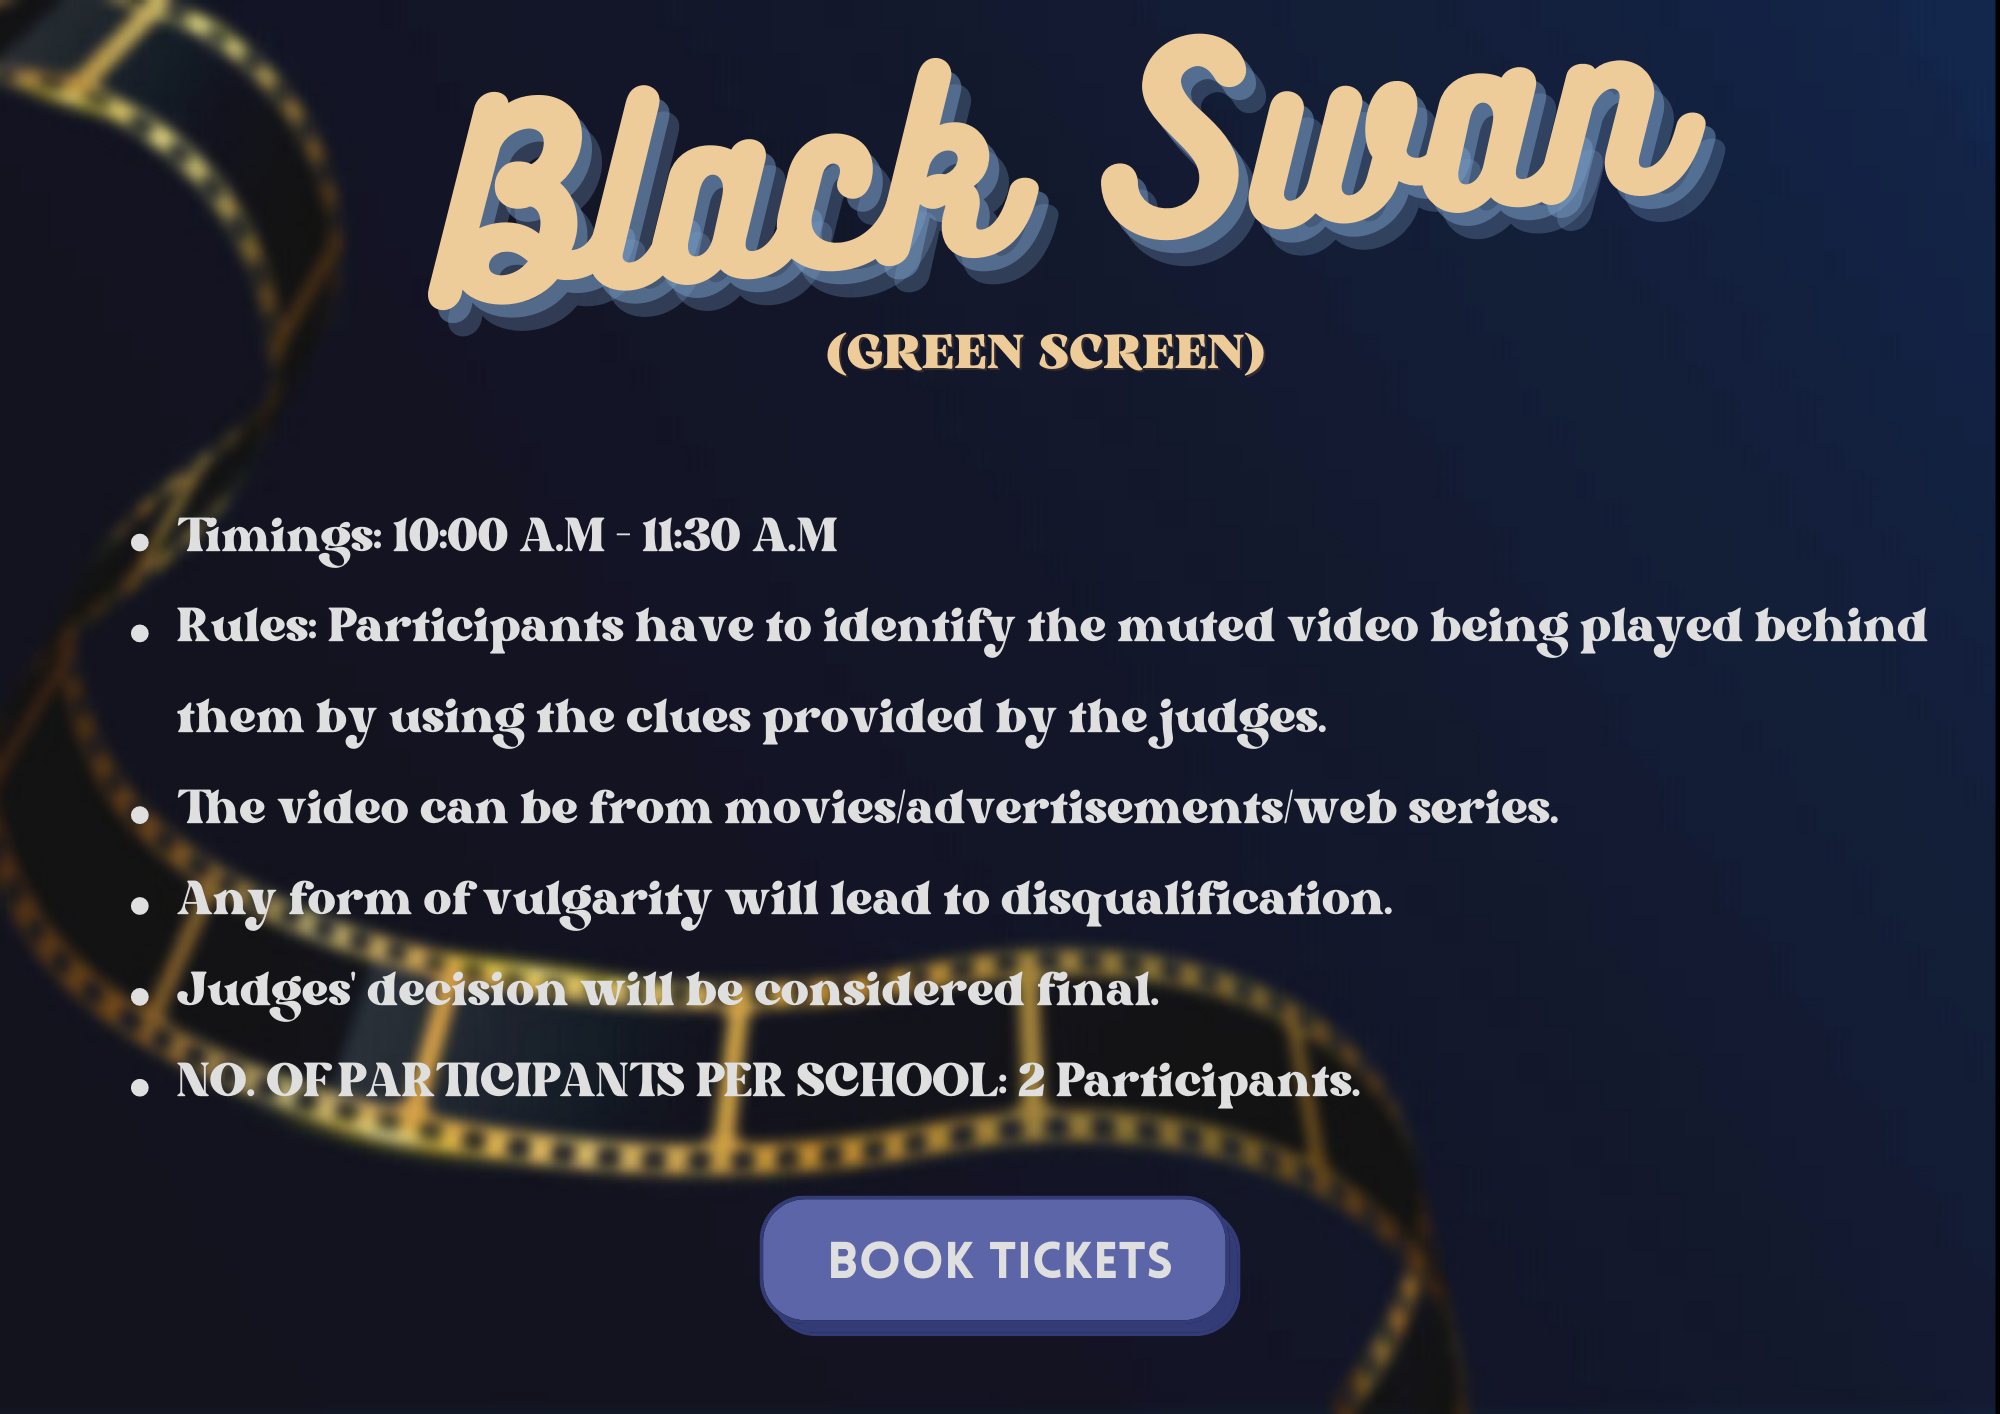 Black Swan
(GREEN SCREEN)
• Timings: 10:00 A.M - 11:30 A.M
• Rules: Participants have to identify the muted video being played behind
them by using the clues provided by the judges.
• The video can be from movies/advertisements/web series.
• Any form of vulgarity will lead to disqualification.
• Judges' decision will be considered final.
• NO. OF PARTICIPANTS PER SCHOOL: 2 Participants.
BOOK TICKETS